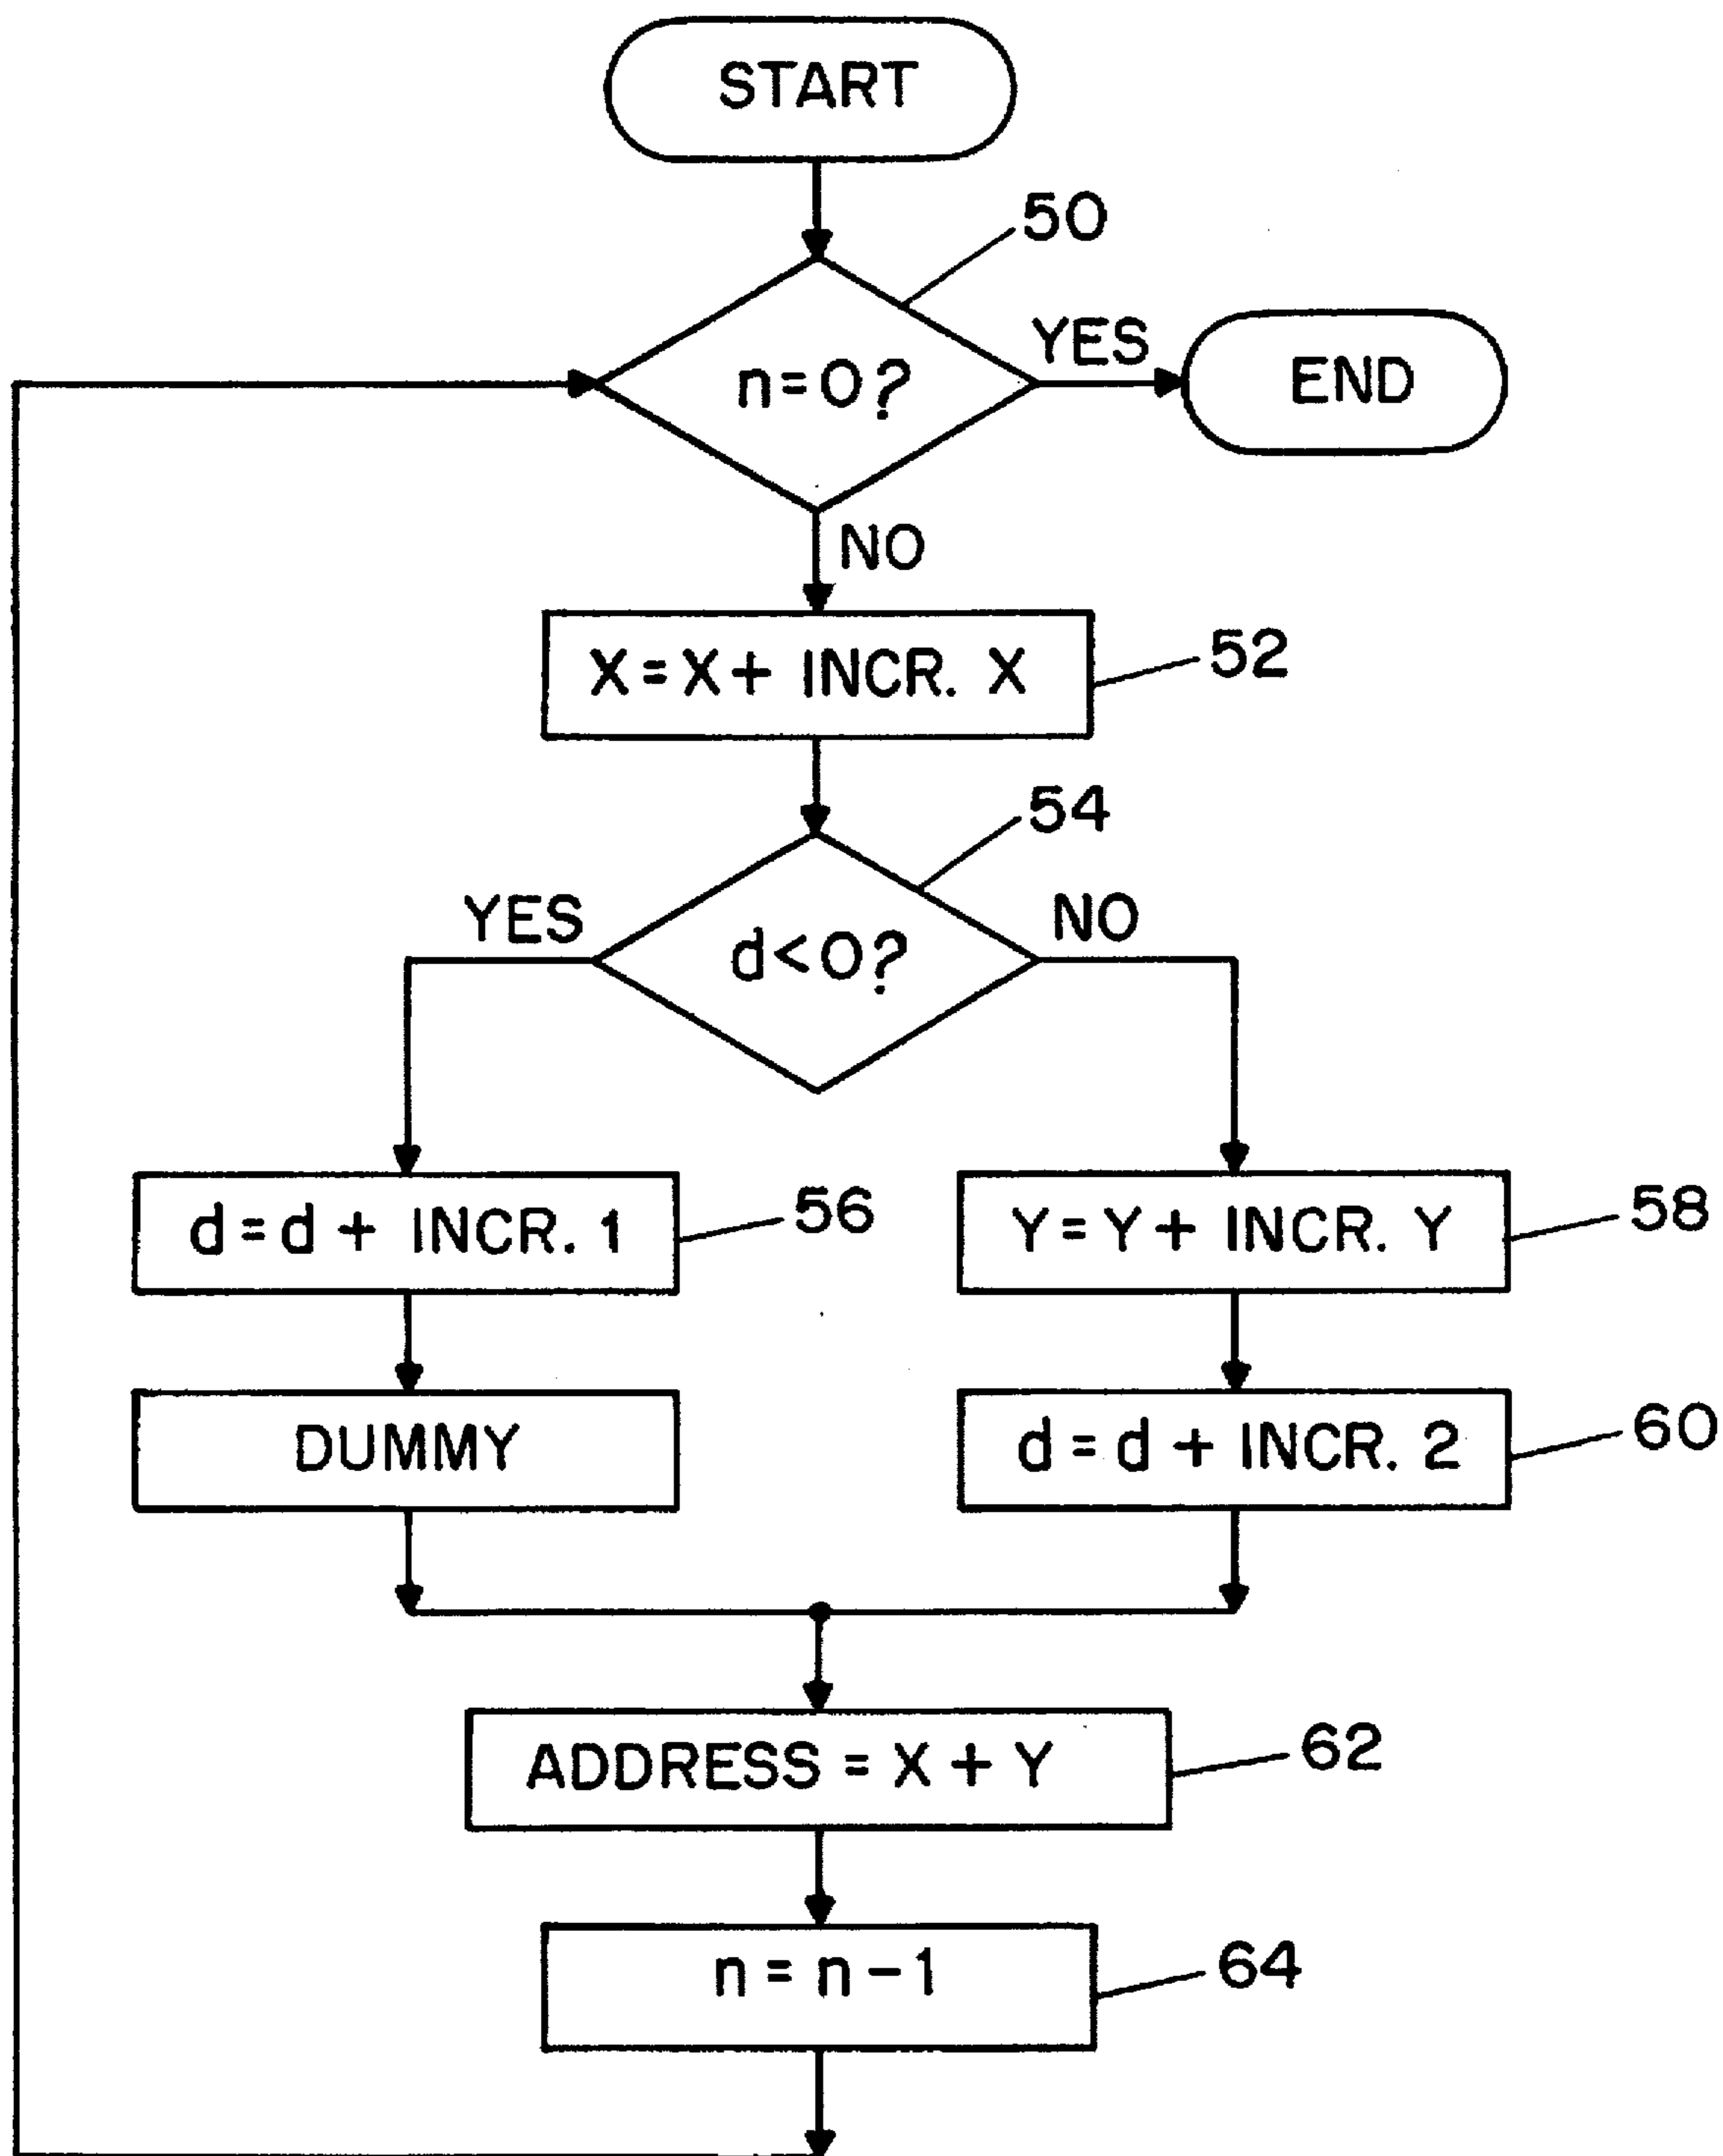 START
50
n=0?
YES
END
NO
X=X+ INCR. X
52
54
YES
NO
d<0?
d=d + INCR. 1
56
Y=Y+ INCR. Y
58
DUMMY
d=d + INCR. 2
60
ADDRESS = X + Y
62
n=n-1
64